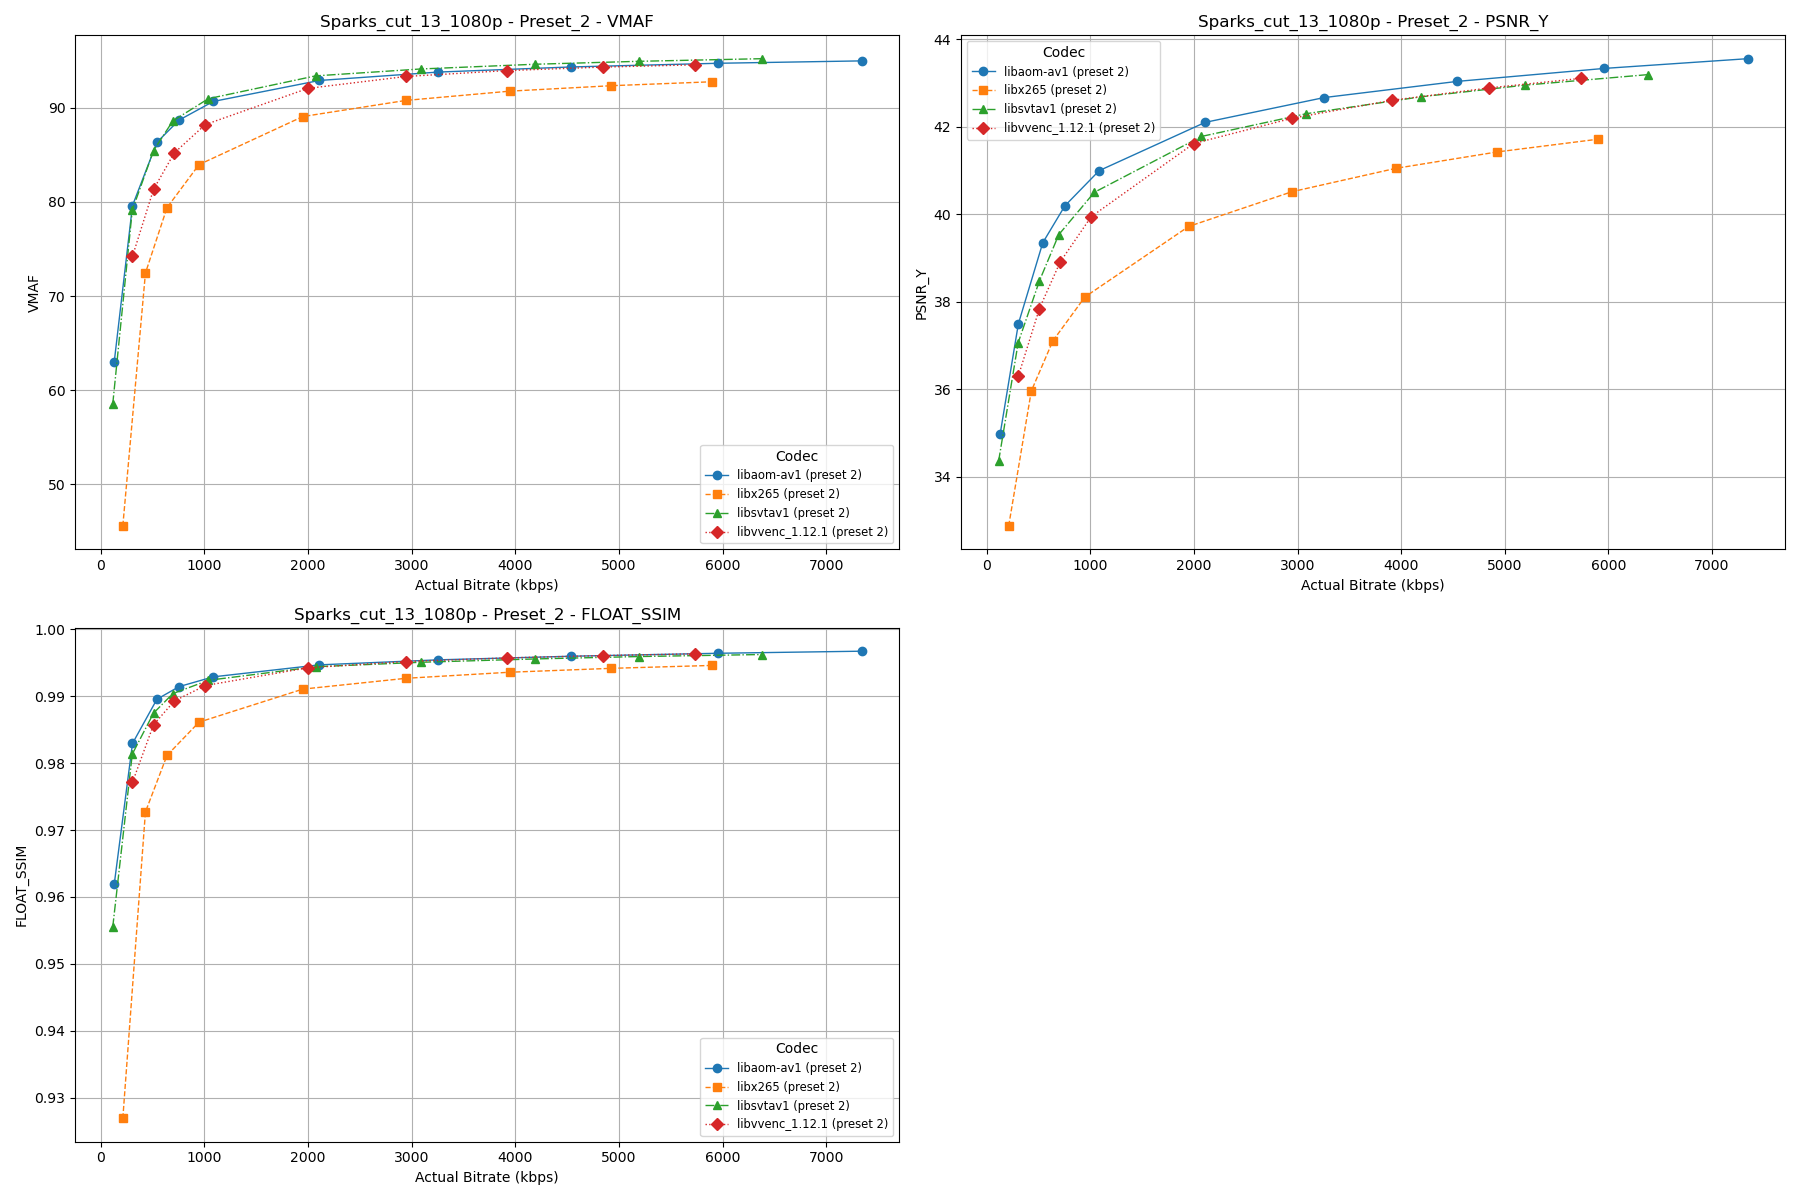 Sparks_cut_13_1080p - Preset_2 - VMAF
VMAF
90
80
70
60
50
0 1000 2000 3000 4000 5000 6000 7000
Actual Bitrate (kbps)
Codec
libaom-av1 (preset 2)
libx265 (preset 2)
libsvtav1 (preset 2)
libvvenc_1.12.1 (preset 2)
Sparks_cut_13_1080p - Preset_2 - PSNR_Y
PSNR_Y
44
42
40
38
36
34
0 1000 2000 3000 4000 5000 6000 7000
Actual Bitrate (kbps)
Codec
libaom-av1 (preset 2)
libx265 (preset 2)
libsvtav1 (preset 2)
libvvenc_1.12.1 (preset 2)
Sparks_cut_13_1080p - Preset_2 - FLOAT_SSIM
FLOAT_SSIM
1.00
0.99
0.98
0.97
0.96
0.95
0.94
0.93
0 1000 2000 3000 4000 5000 6000 7000
Actual Bitrate (kbps)
Codec
libaom-av1 (preset 2)
libx265 (preset 2)
libsvtav1 (preset 2)
libvvenc_1.12.1 (preset 2)